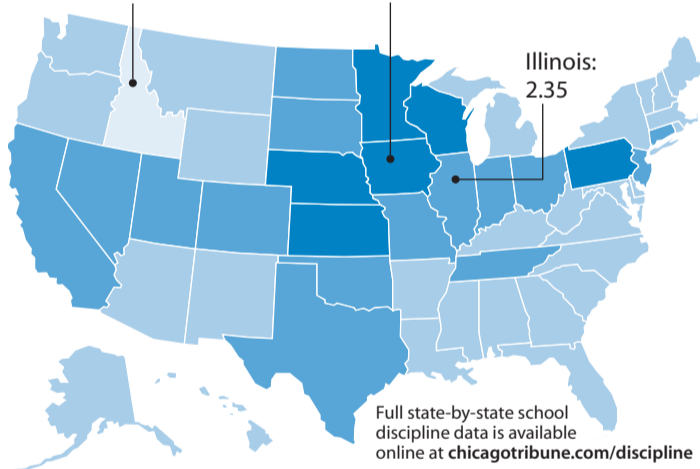 Illinois:
2.35
Full state-by-state school
discipline data is available
online at chicagotribune.com/discipline